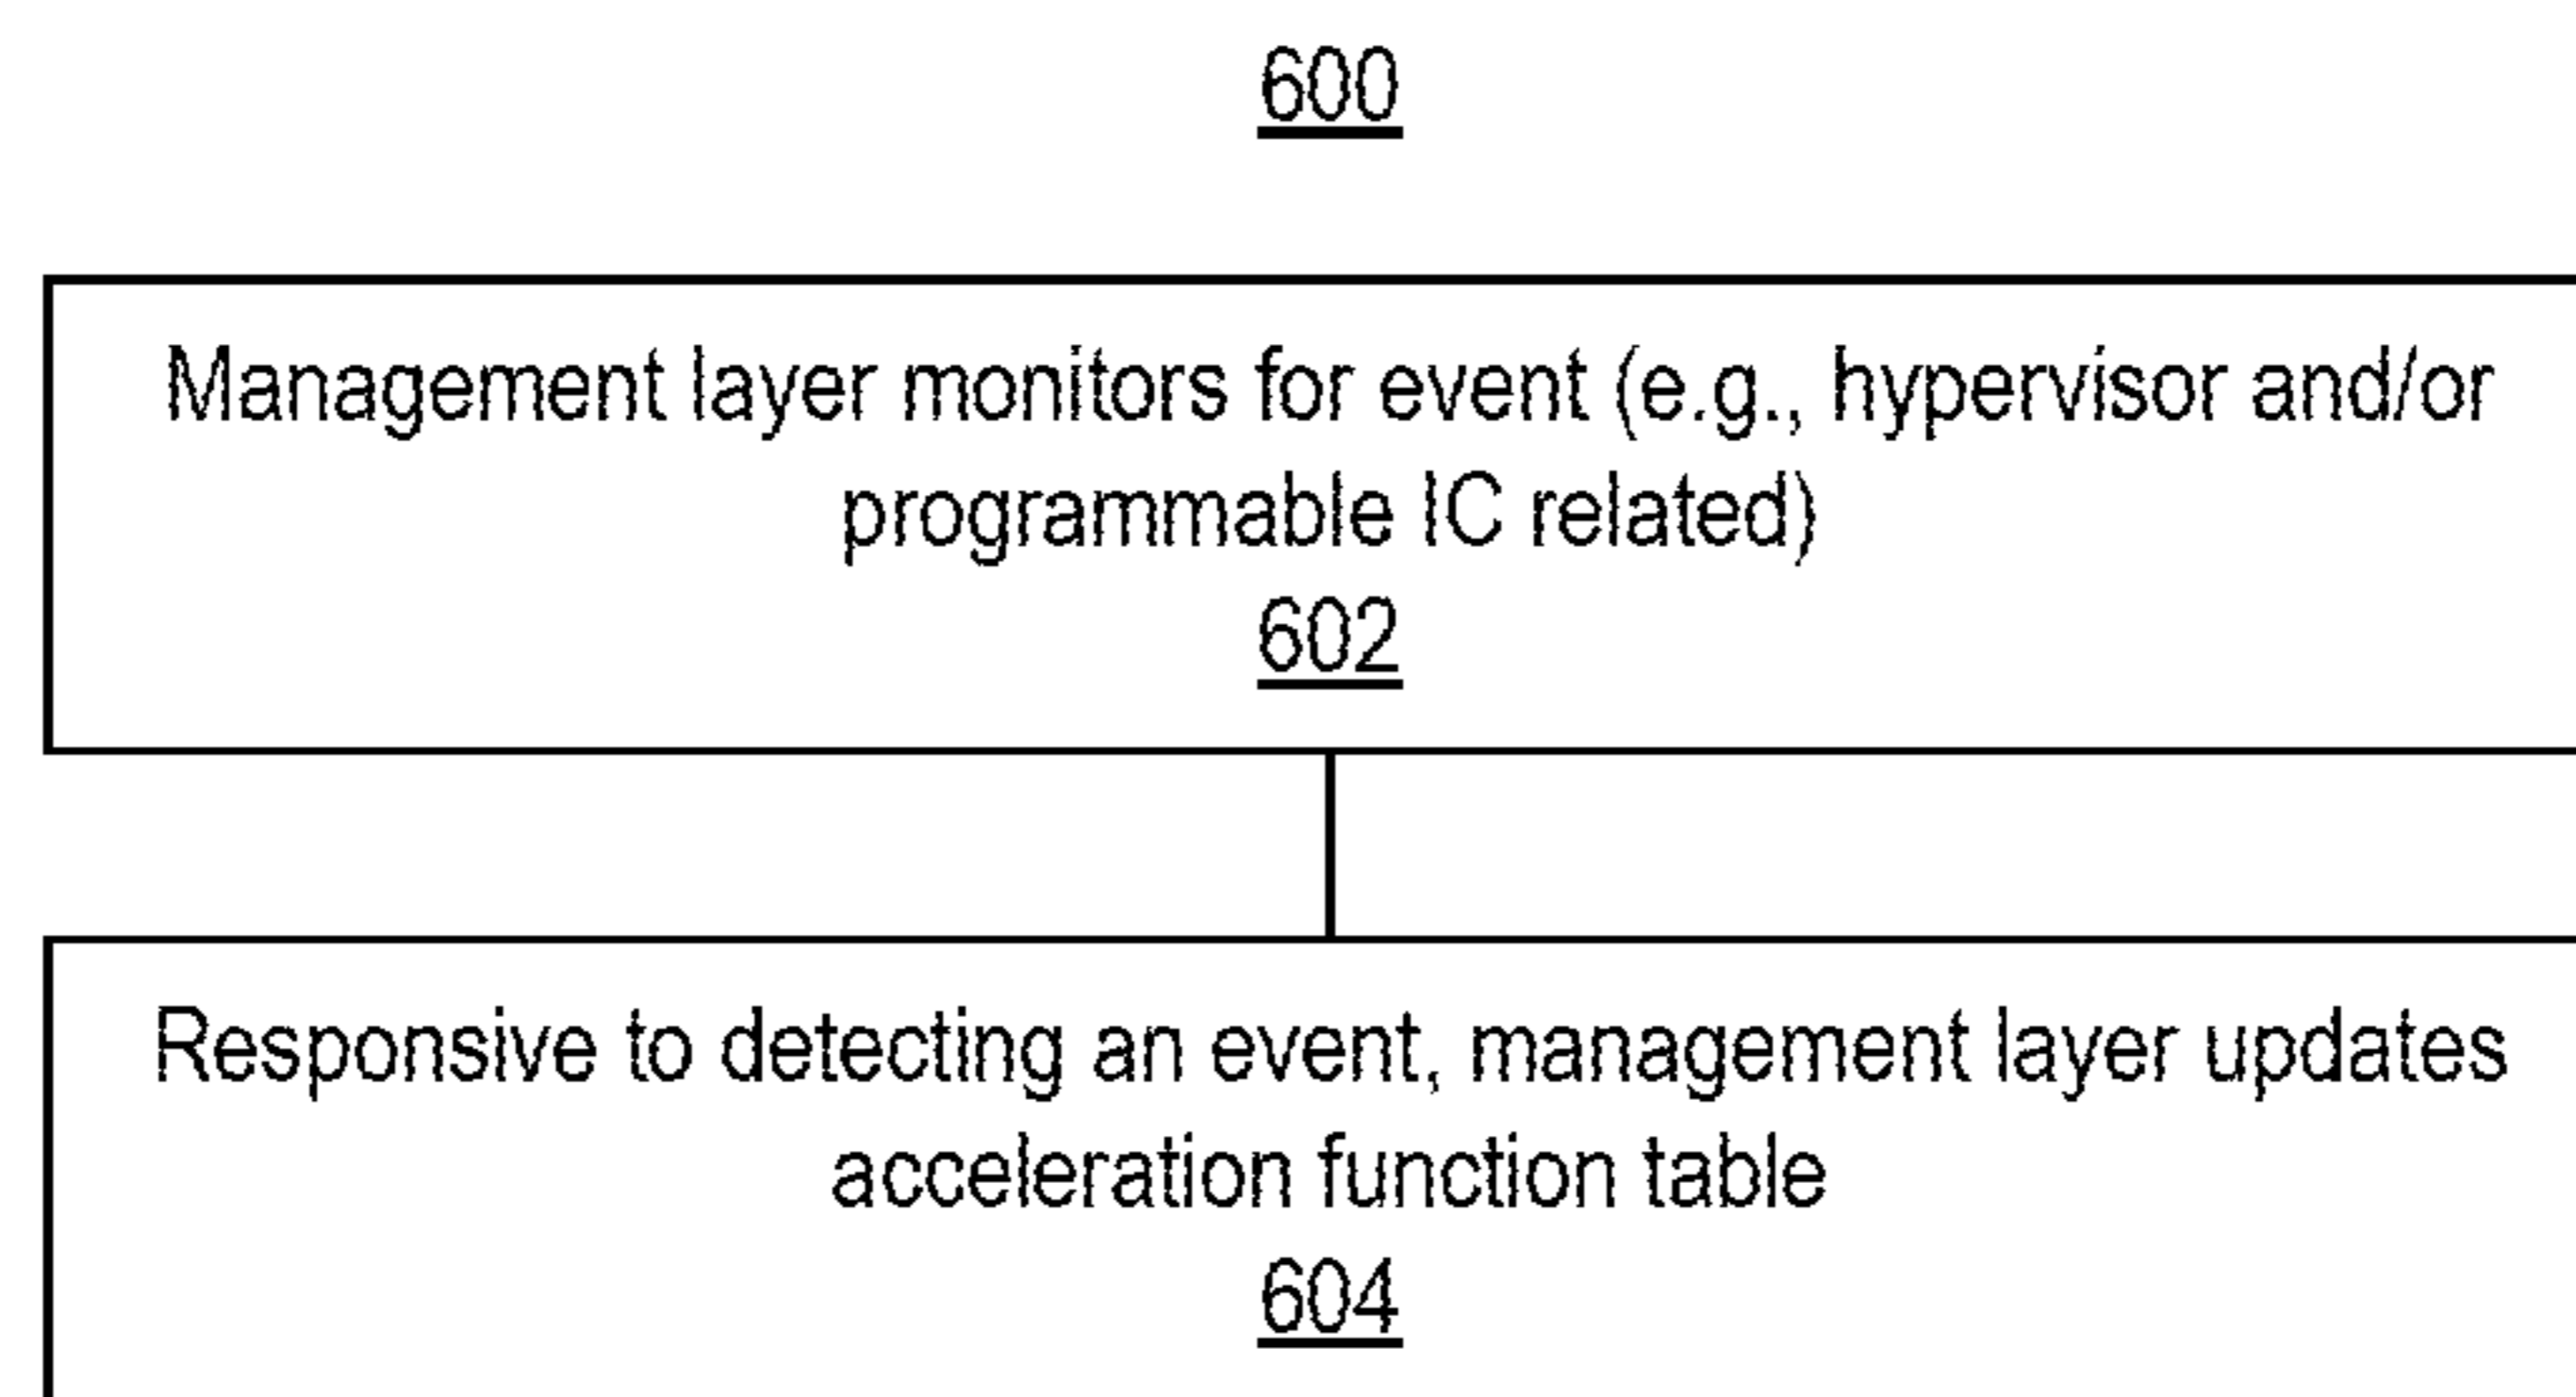 600
Management layer monitors for event (e.g., hypervisor and/or
programmable IC related)
602
Responsive to detecting an event, management layer updates
acceleration function table
604